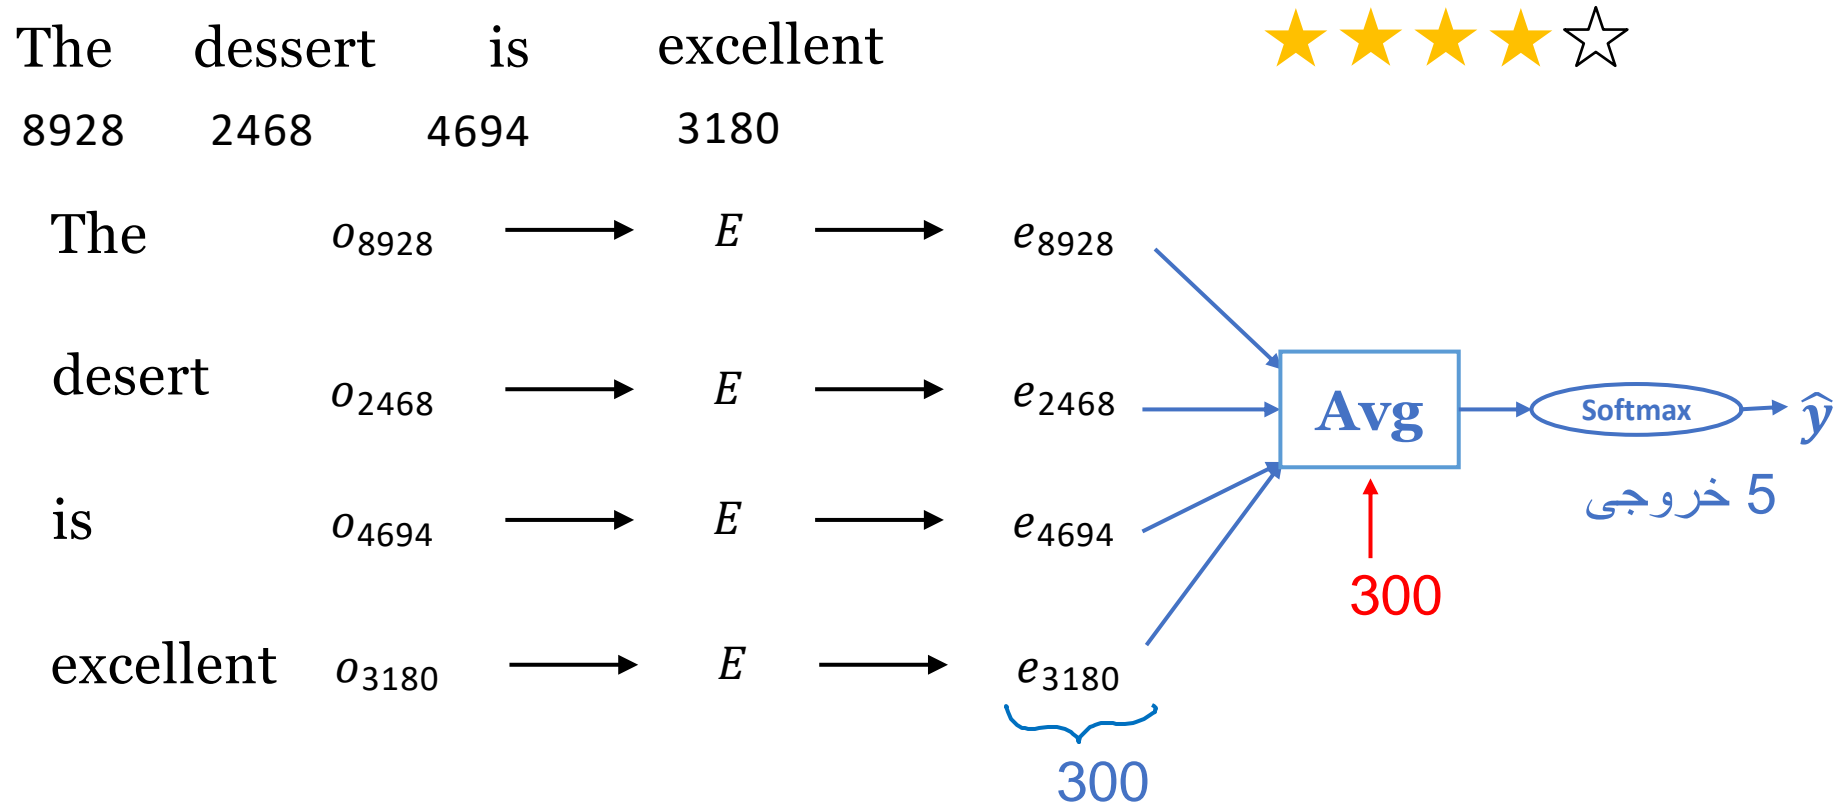 The dessert is excellent
8928 2468 4694 3180
The o8928 E e8928
desert o2468 E e2468
Avg Softmax ŷ
5 خروجی
is o4694 E e4694
300
excellent o3180 E e3180
300